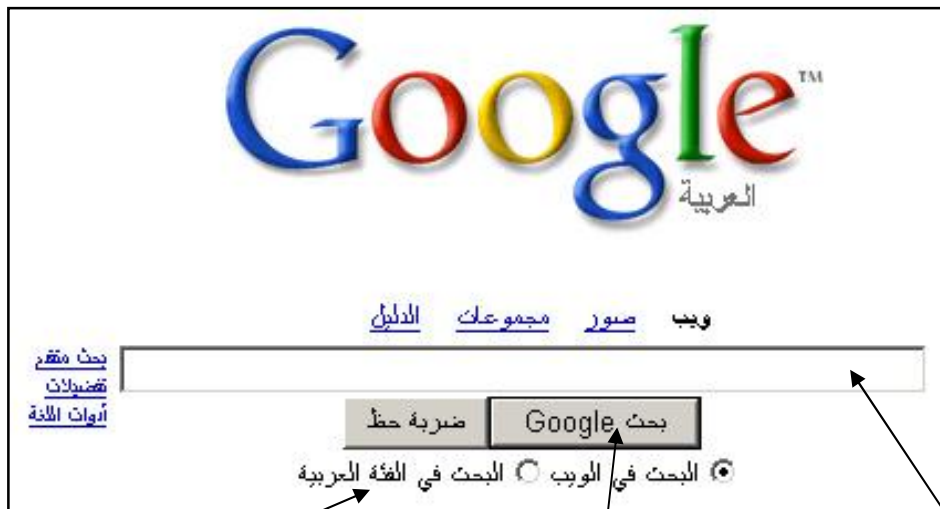 Google™
العربية
ويب صور مجموعات الدليل
بحث متقدم
تفضيلات
أدوات اللغة
بحث Google ضربة حظ
البحث في الويب البحث في الفئة العربية